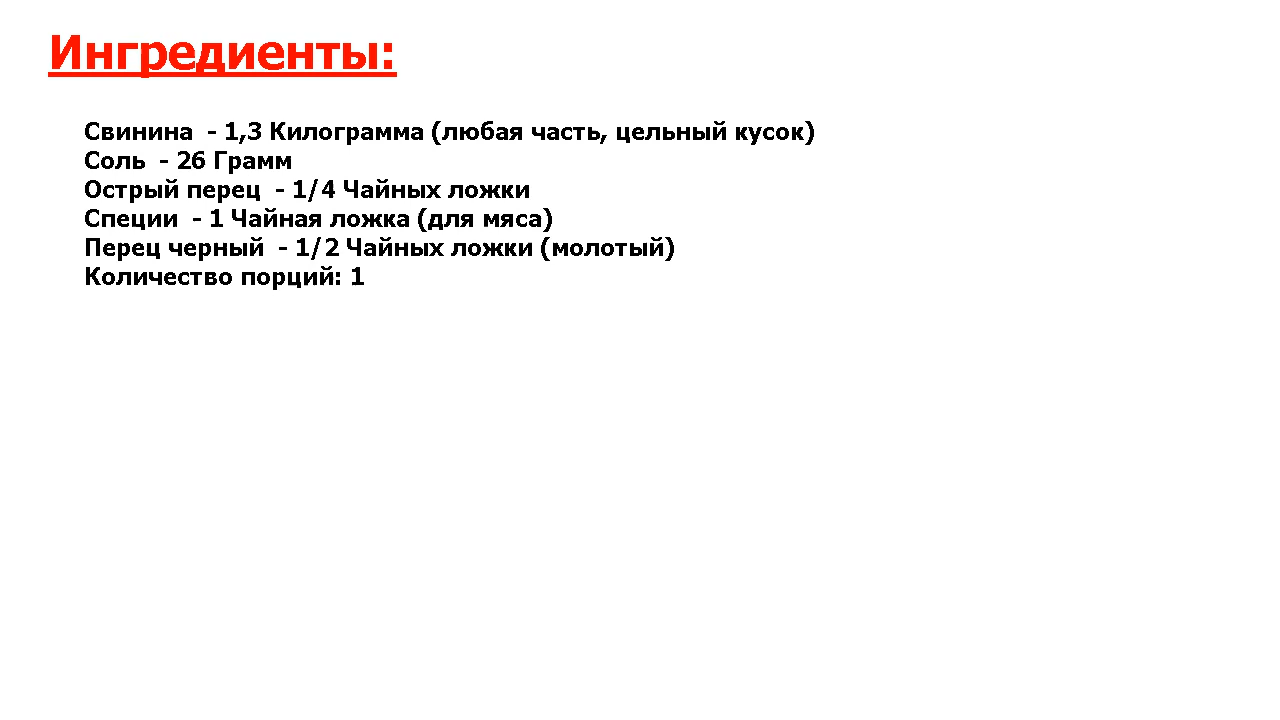 Ингредиенты:
Свинина  - 1,3 Килограмма (любая часть, цельный кусок)
Соль  - 26 Грамм
Острый перец  - 1/4 Чайных ложки
Специи  - 1 Чайная ложка (для мяса)
Перец черный  - 1/2 Чайных ложки (молотый)
Количество порций: 1